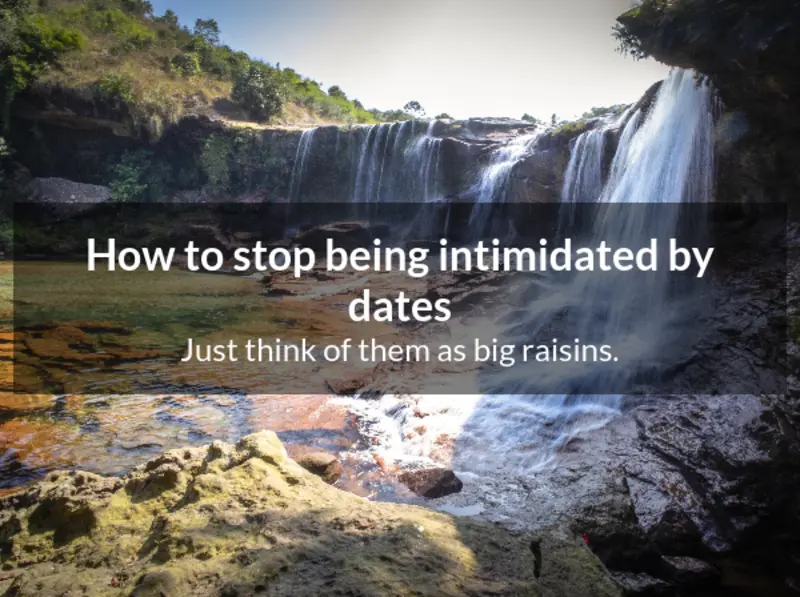 How to stop being intimidated by
dates
Just think of them as big raisins.